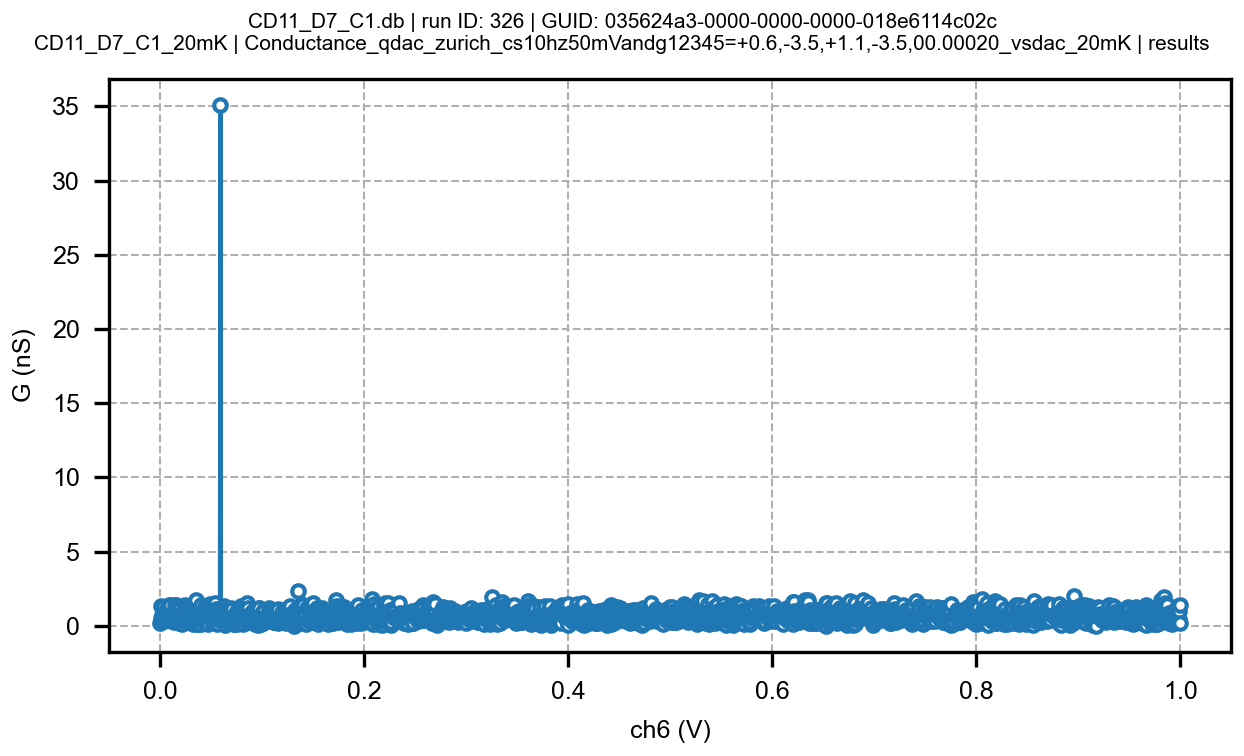 CD11_D7_C1.db | run ID: 326 | GUID: 035624a3-0000-0000-0000-018e6114c02c
CD11_D7_C1_20mK | Conductance_qdac_zurich_cs10hz50mVandg12345=+0.6,-3.5,+1.1,-3.5,00.00020_vsdac_20mK | results
35
30
25
20
15
10
5
0
G (nS)
0.0 0.2 0.4 0.6 0.8 1.0
ch6 (V)